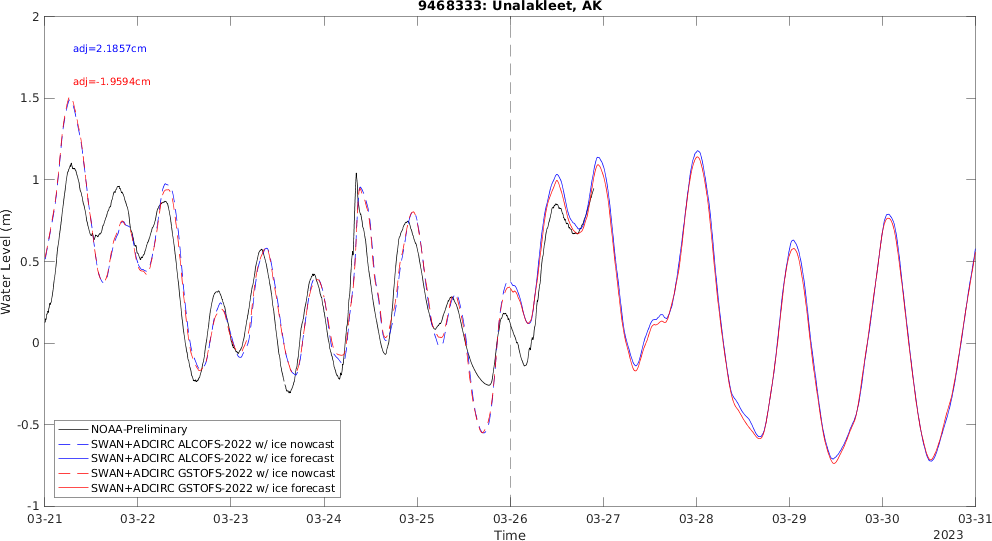 9468333: Unalakleet, AK
2
adj=2.1857cm
adj=-1.9594cm
1.5
1
0.5
0
-0.5
-1
Water Level (m)
NOAA-Preliminary
SWAN+ADCIRC ALCOFS-2022 w/ ice nowcast
SWAN+ADCIRC ALCOFS-2022 w/ ice forecast
SWAN+ADCIRC GSTOFS-2022 w/ ice nowcast
SWAN+ADCIRC GSTOFS-2022 w/ ice forecast
03-21 03-22 03-23 03-24 03-25 03-26 03-27 03-28 03-29 03-30 03-31
Time
2023